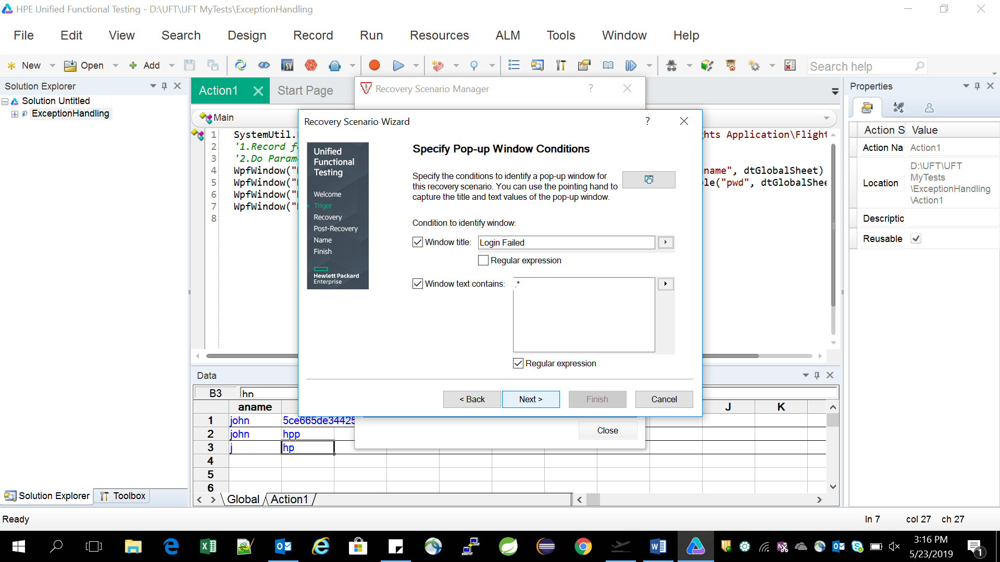 HPE Unified Functional Testing - D:\UFT\UFT MyTests\ExceptionHandling
File Edit View Search Design Record Run Resources ALM Tools Window Help
New Open Add Search help
Solution Explorer
Solution Untitled
ExceptionHandling
Action1 Start Page
Main
1 SystemUtil. hts Application\Flight
2 '1.Record
3 '2.Do Param
4 WpfWindow(" name", dtGlobalSheet)
5 WpfWindow(" le("pwd", dtGlobalShee
6 WpfWindow("
7 WpfWindow("
8
Recovery Scenario Manager ?
Recovery Scenario Wizard ?
Unified
Functional
Testing
Welcome
Triger
Recovery
Post-Recovery
Name
Finish
Hewlett Packard
Enterprise
Specify Pop-up Window Conditions
Specify the conditions to identify a pop-up window for
this recovery scenario. You can use the pointing hand to
capture the title and text values of the pop-up window.
Condition to identify window:
Window title: Login Failed
Regular expression
Window text contains: .*
Regular expression
< Back Next > Finish Cancel
Close
Properties
Action S Value
Action Na Action1
Location D:\UFT\UFT
MyTests
\ExceptionHandling
\Action1
Descriptio
Reusable
Data
B3 hp
aname J K
1 john 5ce665de34425
2 john hpp
3 j hp
4
5
6
Global Action1
Solution Explorer Toolbox
Ready ln 7 col 27 ch 27
3:16 PM
5/23/2019
1